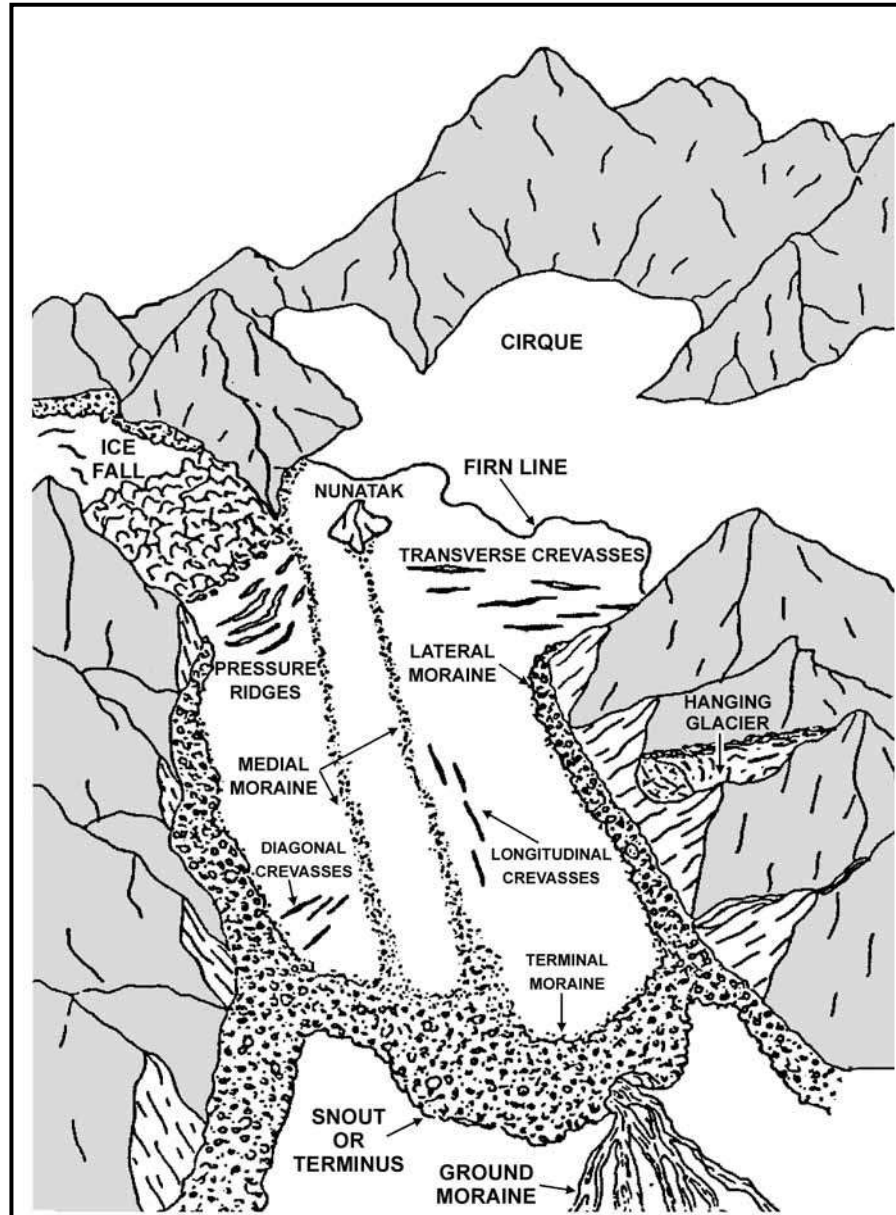 CIRQUE
ICE
FALL
FIRN LINE
NUNATAK
TRANSVERSE CREVASSES
LATERAL
MORAINE
PRESSURE
RIDGES
HANGING
GLACIER
MEDIAL
MORAINE
DIAGONAL
CREVASSES
LONGITUDINAL
CREVASSES
TERMINAL
MORAINE
SNOUT
OR
TERMINUS
GROUND
MORAINE